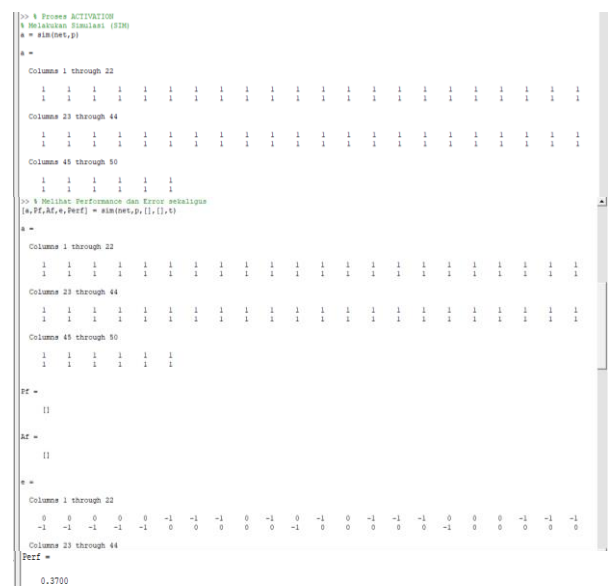 >> % Proses ACTIVATION
% Melakukan Simulasi (SIM)
a = sim(net,p)
a =
Columns 1 through 22
1 1 1 1 1 1 1 1 1 1 1 1 1 1 1 1 1 1 1 1 1 1
1 1 1 1 1 1 1 1 1 1 1 1 1 1 1 1 1 1 1 1 1 1
Columns 23 through 44
1 1 1 1 1 1 1 1 1 1 1 1 1 1 1 1 1 1 1 1 1 1
1 1 1 1 1 1 1 1 1 1 1 1 1 1 1 1 1 1 1 1 1 1
Columns 45 through 50
1 1 1 1 1 1
1 1 1 1 1 1
>> % Melihat Performance dan Error sekaligus
[a,Pf,Af,e,Perf] = sim(net,p,[],[],t)
a =
Columns 1 through 22
1 1 1 1 1 1 1 1 1 1 1 1 1 1 1 1 1 1 1 1 1 1
1 1 1 1 1 1 1 1 1 1 1 1 1 1 1 1 1 1 1 1 1 1
Columns 23 through 44
1 1 1 1 1 1 1 1 1 1 1 1 1 1 1 1 1 1 1 1 1 1
1 1 1 1 1 1 1 1 1 1 1 1 1 1 1 1 1 1 1 1 1 1
Columns 45 through 50
1 1 1 1 1 1
1 1 1 1 1 1
Pf =
[]
Af =
[]
e =
Columns 1 through 22
0 0 0 0 0 -1 -1 -1 0 -1 0 -1 0 -1 -1 -1 0 0 0 -1 -1 -1
-1 -1 -1 -1 -1 0 0 0 0 0 -1 0 0 0 0 0 -1 0 0 0 0 0
Columns 23 through 44
Perf =
0.3700